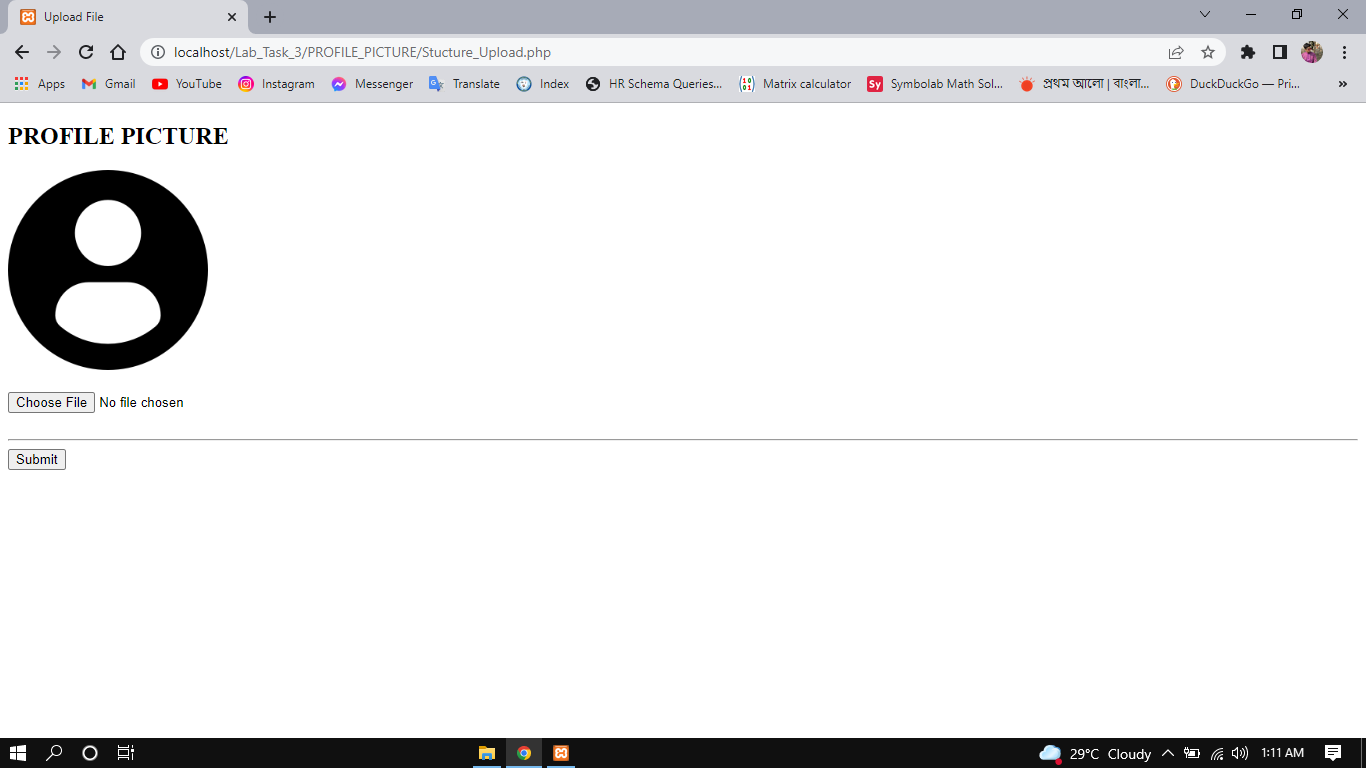 Upload File
localhost/Lab_Task_3/PROFILE_PICTURE/Stucture_Upload.php
Apps Gmail YouTube Instagram Messenger Translate Index HR Schema Queries... Matrix calculator Sy Symbolab Math Sol... প্রথম আলো | বাংলা... DuckDuckGo — Pri... »
PROFILE PICTURE
Choose File No file chosen
Submit
29°C Cloudy 1:11 AM